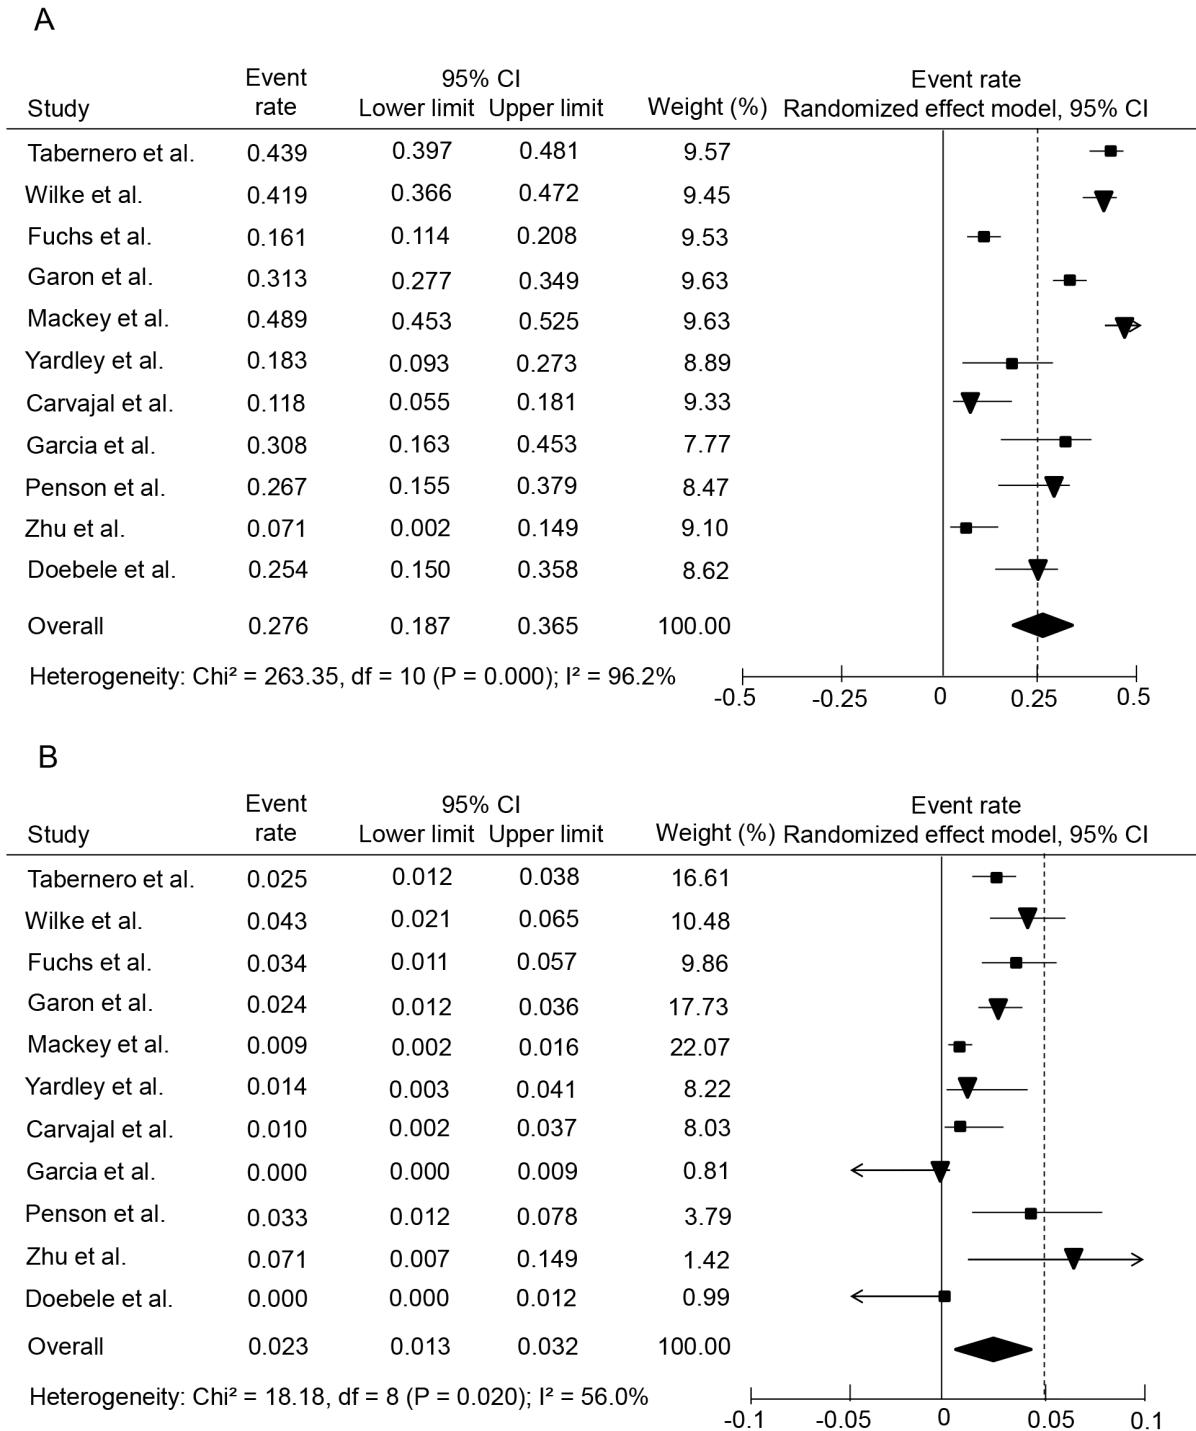 A
Event 95% CI Event rate
Study rate Lower limit Upper limit Weight (%) Randomized effect model, 95% CI
Tabernero et al. 0.439 0.397 0.481 9.57
Wilke et al. 0.419 0.366 0.472 9.45
Fuchs et al. 0.161 0.114 0.208 9.53
Garon et al. 0.313 0.277 0.349 9.63
Mackey et al. 0.489 0.453 0.525 9.63
Yardley et al. 0.183 0.093 0.273 8.89
Carvajal et al. 0.118 0.055 0.181 9.33
Garcia et al. 0.308 0.163 0.453 7.77
Penson et al. 0.267 0.155 0.379 8.47
Zhu et al. 0.071 0.002 0.149 9.10
Doebele et al. 0.254 0.150 0.358 8.62
Overall 0.276 0.187 0.365 100.00
Heterogeneity: Chi² = 263.35, df = 10 (P = 0.000); I² = 96.2%
-0.5 -0.25 0 0.25 0.5
B
Event 95% CI Event rate
Study rate Lower limit Upper limit Weight (%) Randomized effect model, 95% CI
Tabernero et al. 0.025 0.012 0.038 16.61
Wilke et al. 0.043 0.021 0.065 10.48
Fuchs et al. 0.034 0.011 0.057 9.86
Garon et al. 0.024 0.012 0.036 17.73
Mackey et al. 0.009 0.002 0.016 22.07
Yardley et al. 0.014 0.003 0.041 8.22
Carvajal et al. 0.010 0.002 0.037 8.03
Garcia et al. 0.000 0.000 0.009 0.81
Penson et al. 0.033 0.012 0.078 3.79
Zhu et al. 0.071 0.007 0.149 1.42
Doebele et al. 0.000 0.000 0.012 0.99
Overall 0.023 0.013 0.032 100.00
Heterogeneity: Chi² = 18.18, df = 8 (P = 0.020); I² = 56.0%
-0.1 -0.05 0 0.05 0.1